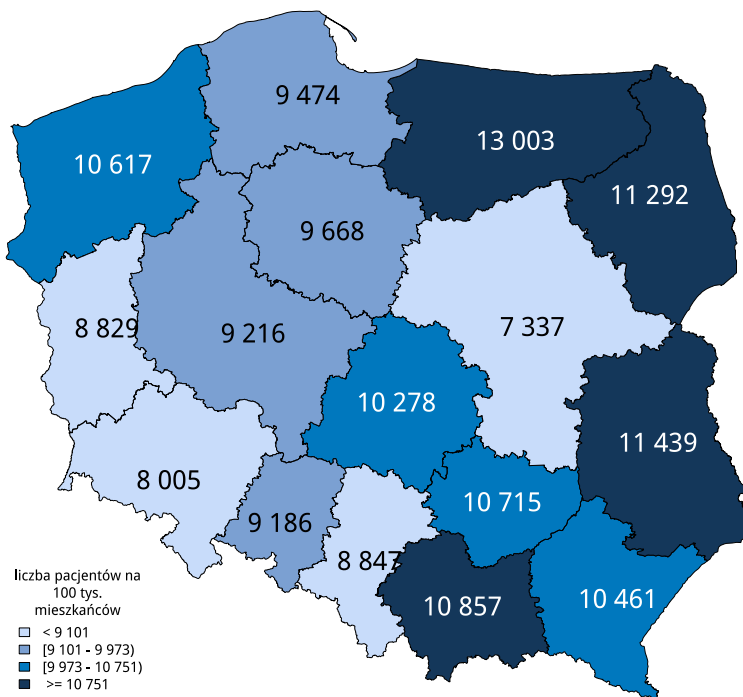 9 474
13 003
10 617
11 292
9 668
8 829
9 216
7 337
10 278
11 439
8 005
10 715
9 186
8 847
10 857
10 461
liczba pacjentów na
100 tys.
mieszkańców
< 9 101
[9 101 - 9 973)
[9 973 - 10 751)
>= 10 751